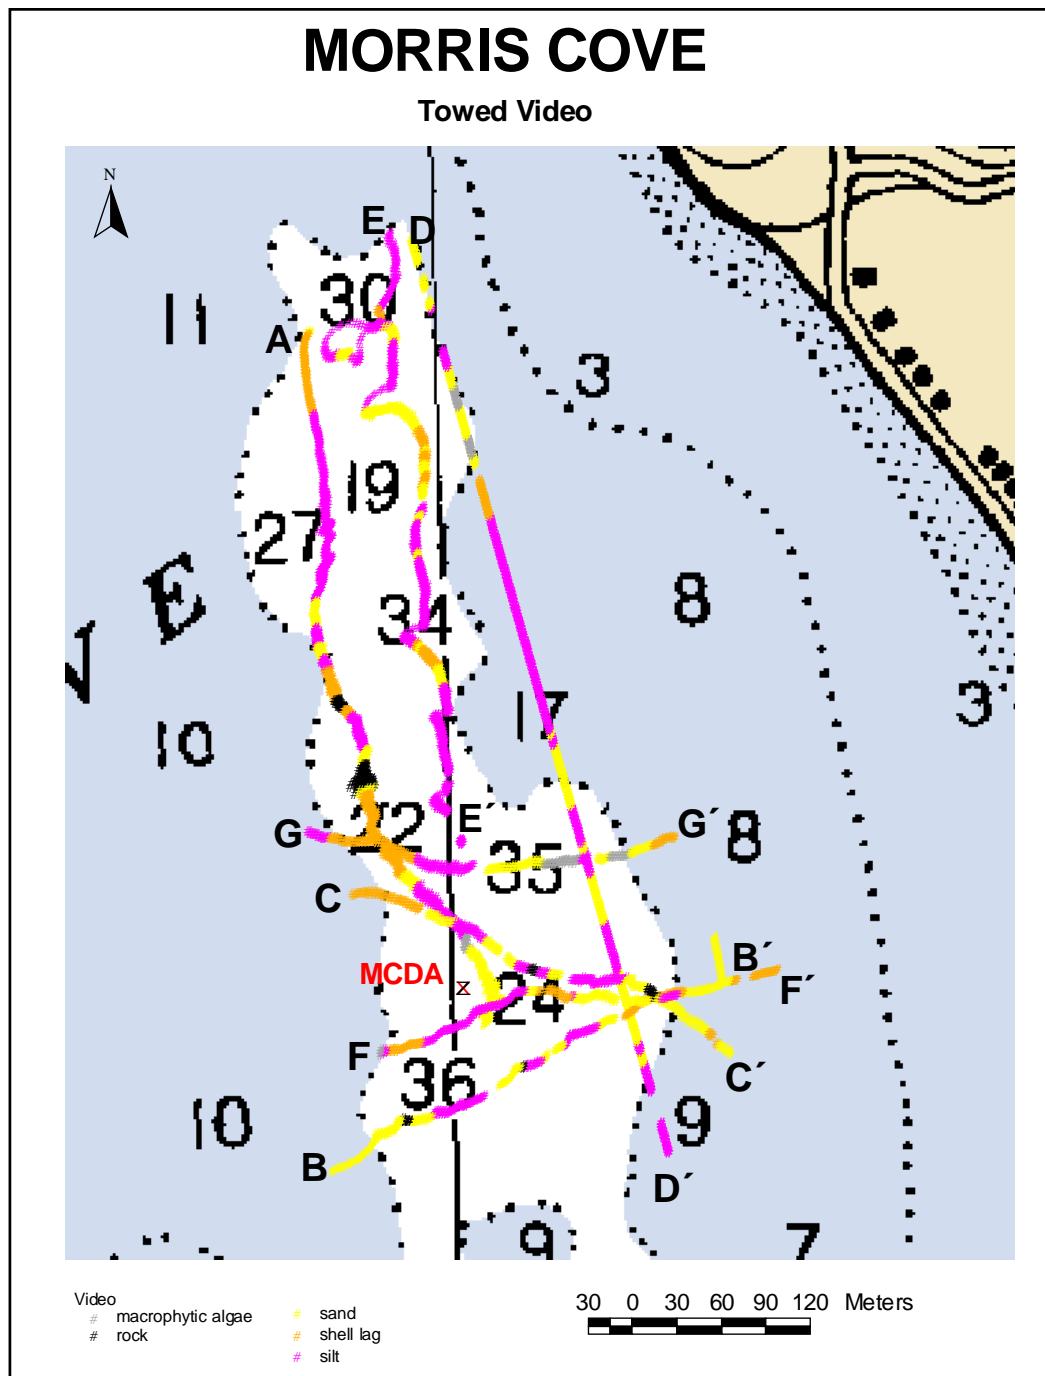 MORRIS COVE
Towed Video
N
E D
30
11
A
3
19
27
E
8
34
N
3
17
10
22
G
E´
G´
8
35
C
MCDA
B´
24
F´
F
36
C´
10
9
B
D´
9
7
Video
# macrophytic algae
# rock
# sand
# shell lag
# silt
30 0 30 60 90 120 Meters